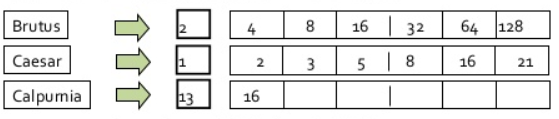 Brutus 2 4 8 16 32 64 128
Caesar 1 2 3 5 8 16 21
Calpurnia 13 16